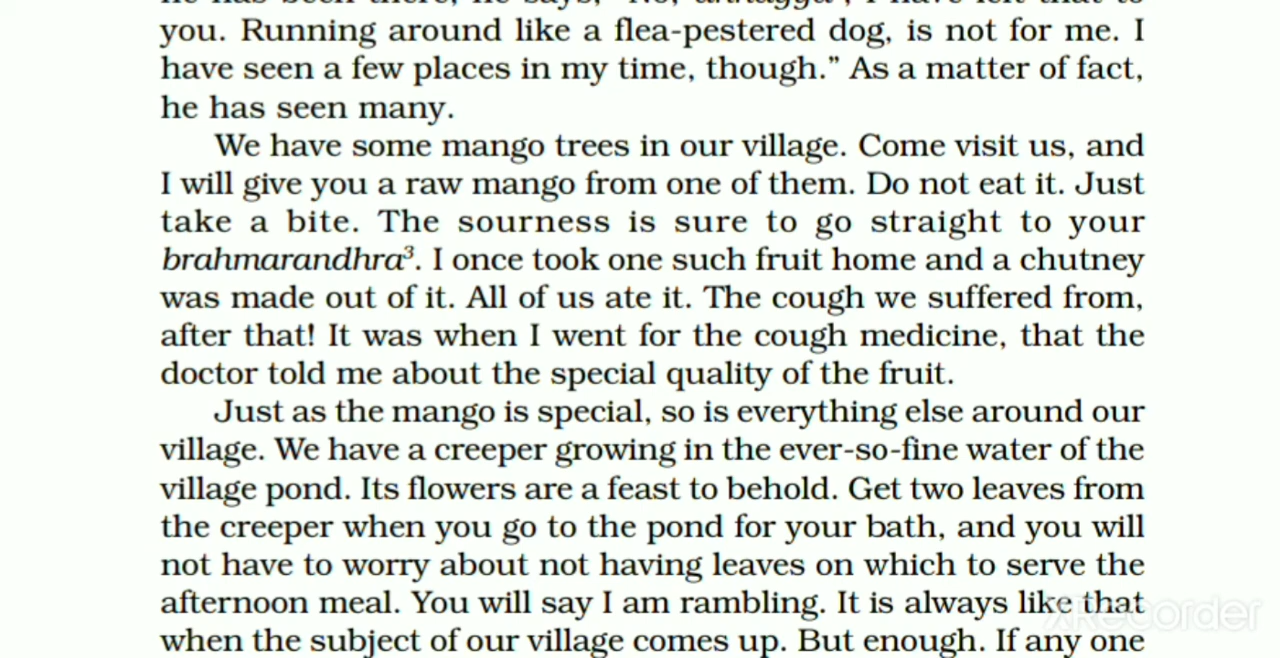 you. Running around like a flea-pestered dog, is not for me. I
have seen a few places in my time, though.” As a matter of fact,
he has seen many.
We have some mango trees in our village. Come visit us, and
I will give you a raw mango from one of them. Do not eat it. Just
take a bite. The sourness is sure to go straight to your
brahmarandhra³. I once took one such fruit home and a chutney
was made out of it. All of us ate it. The cough we suffered from,
after that! It was when I went for the cough medicine, that the
doctor told me about the special quality of the fruit.
Just as the mango is special, so is everything else around our
village. We have a creeper growing in the ever-so-fine water of the
village pond. Its flowers are a feast to behold. Get two leaves from
the creeper when you go to the pond for your bath, and you will
not have to worry about not having leaves on which to serve the
afternoon meal. You will say I am rambling. It is always like that
when the subject of our village comes up. But enough. If any one
XRecorder